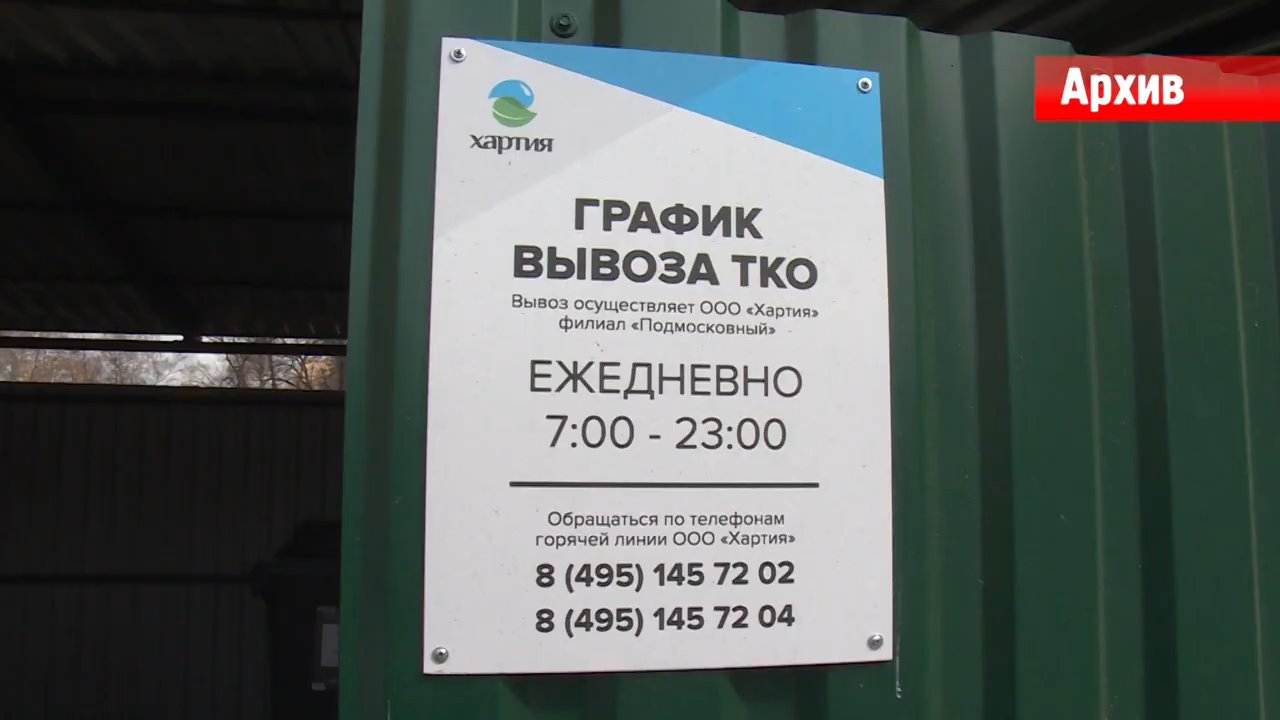 Архив
хартия
ГРАФИК
ВЫВОЗА ТКО
Вывоз осуществляет ООО «Хартия»
филиал «Подмосковный»
ЕЖЕДНЕВНО
7:00 - 23:00
Обращаться по телефонам
горячей линии ООО «Хартия»
8 (495) 145 72 02
8 (495) 145 72 04